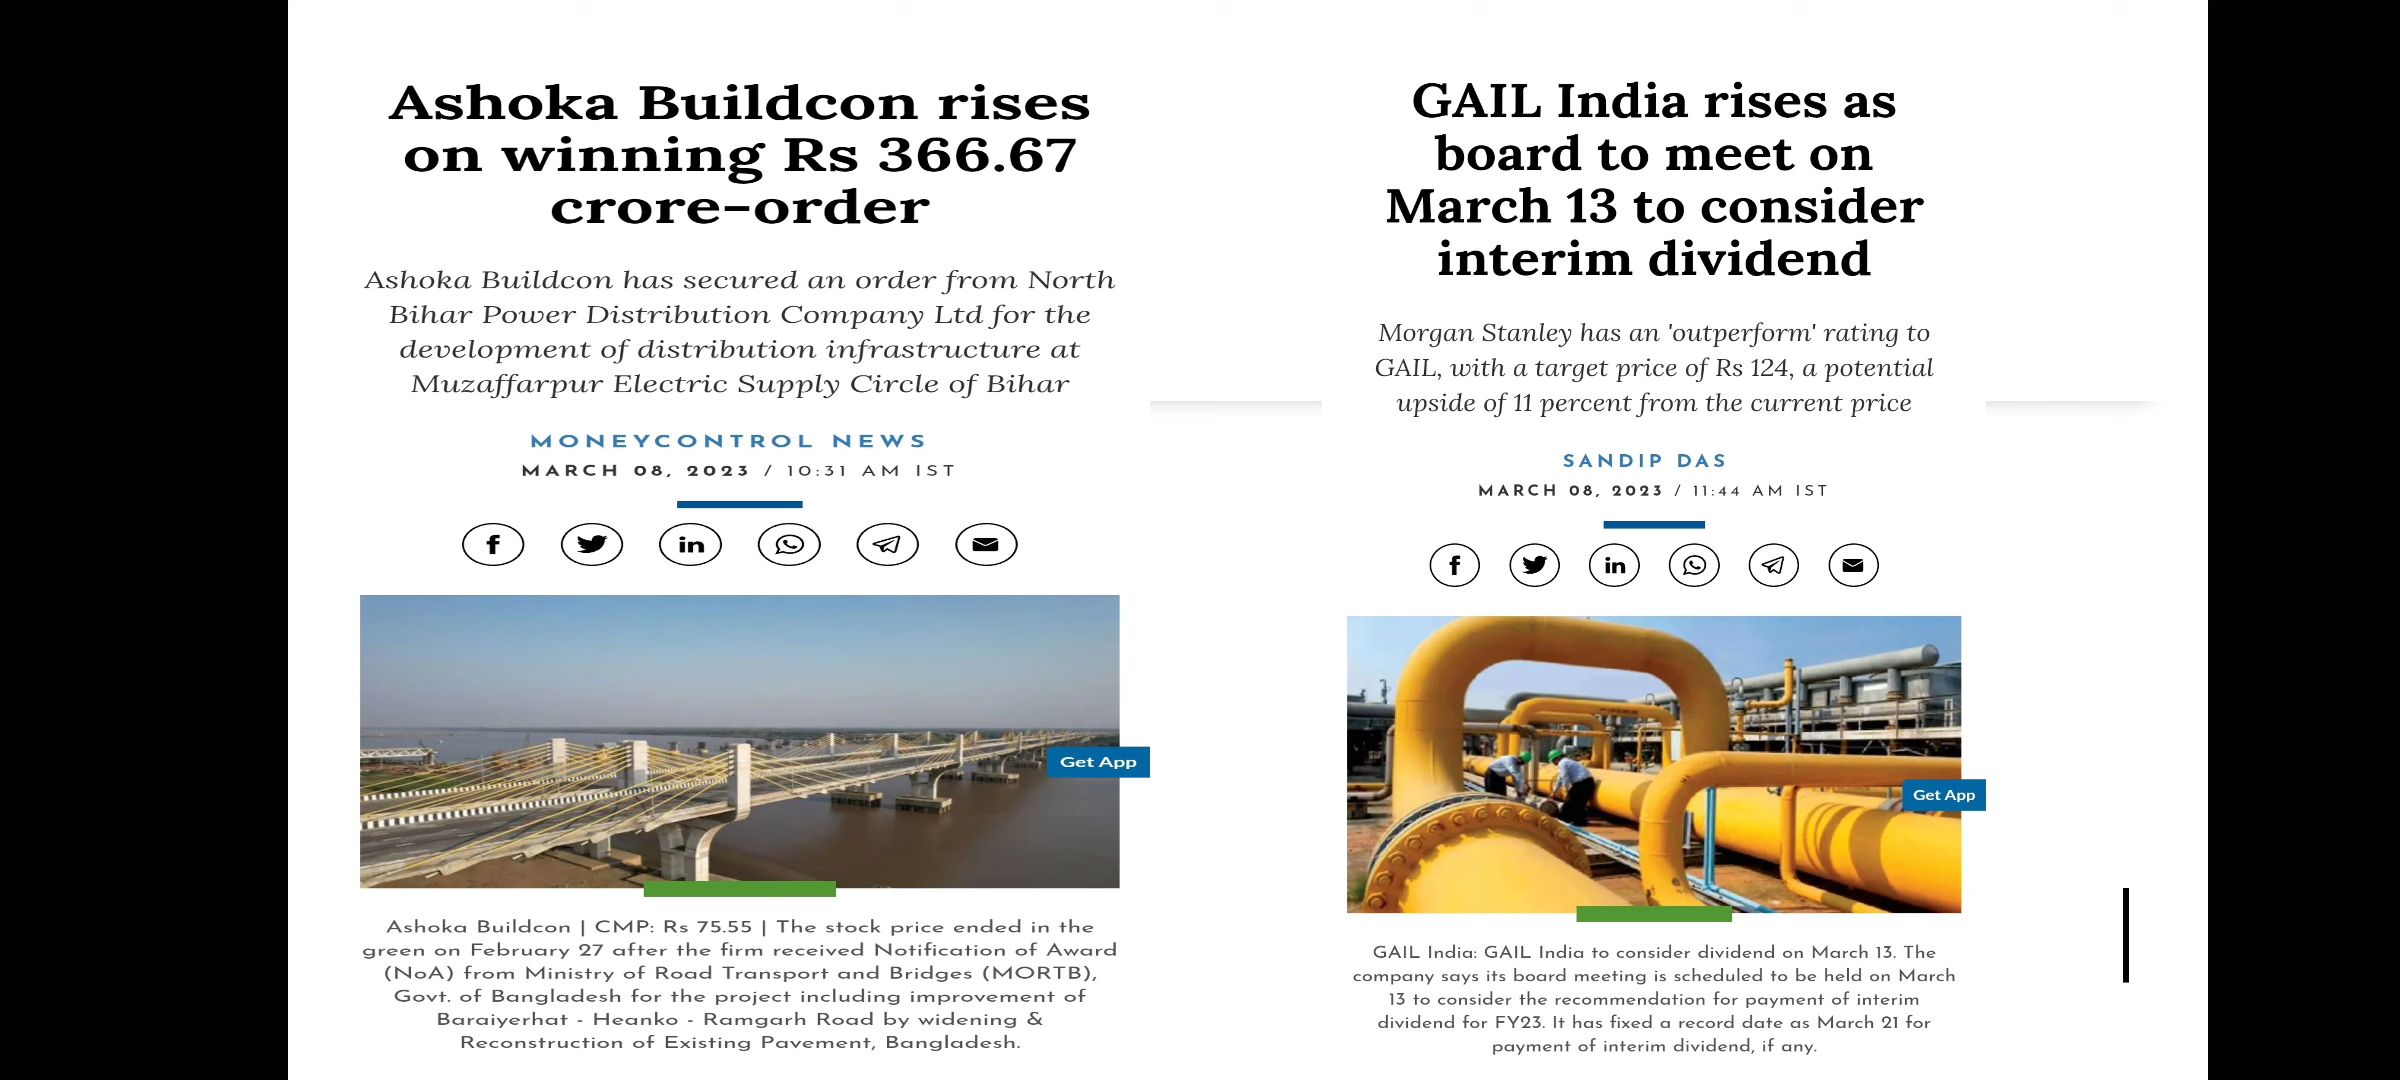 Ashoka Buildcon rises
on winning Rs 366.67
crore-order
Ashoka Buildcon has secured an order from North
Bihar Power Distribution Company Ltd for the
development of distribution infrastructure at
Muzaffarpur Electric Supply Circle of Bihar
MONEYCONTROL NEWS
MARCH 08, 2023 / 10:31 AM IST
f
in
Get App
Ashoka Buildcon | CMP: Rs 75.55 | The stock price ended in the
green on February 27 after the firm received Notification of Award
(NoA) from Ministry of Road Transport and Bridges (MORTB),
Govt. of Bangladesh for the project including improvement of
Baraiyerhat - Heanko - Ramgarh Road by widening &
Reconstruction of Existing Pavement, Bangladesh.
GAIL India rises as
board to meet on
March 13 to consider
interim dividend
Morgan Stanley has an 'outperform' rating to
GAIL, with a target price of Rs 124, a potential
upside of 11 percent from the current price
SANDIP DAS
MARCH 08, 2023 / 11:44 AM IST
f
in
Get App
GAIL India: GAIL India to consider dividend on March 13. The
company says its board meeting is scheduled to be held on March
13 to consider the recommendation for payment of interim
dividend for FY23. It has fixed a record date as March 21 for
payment of interim dividend, if any.